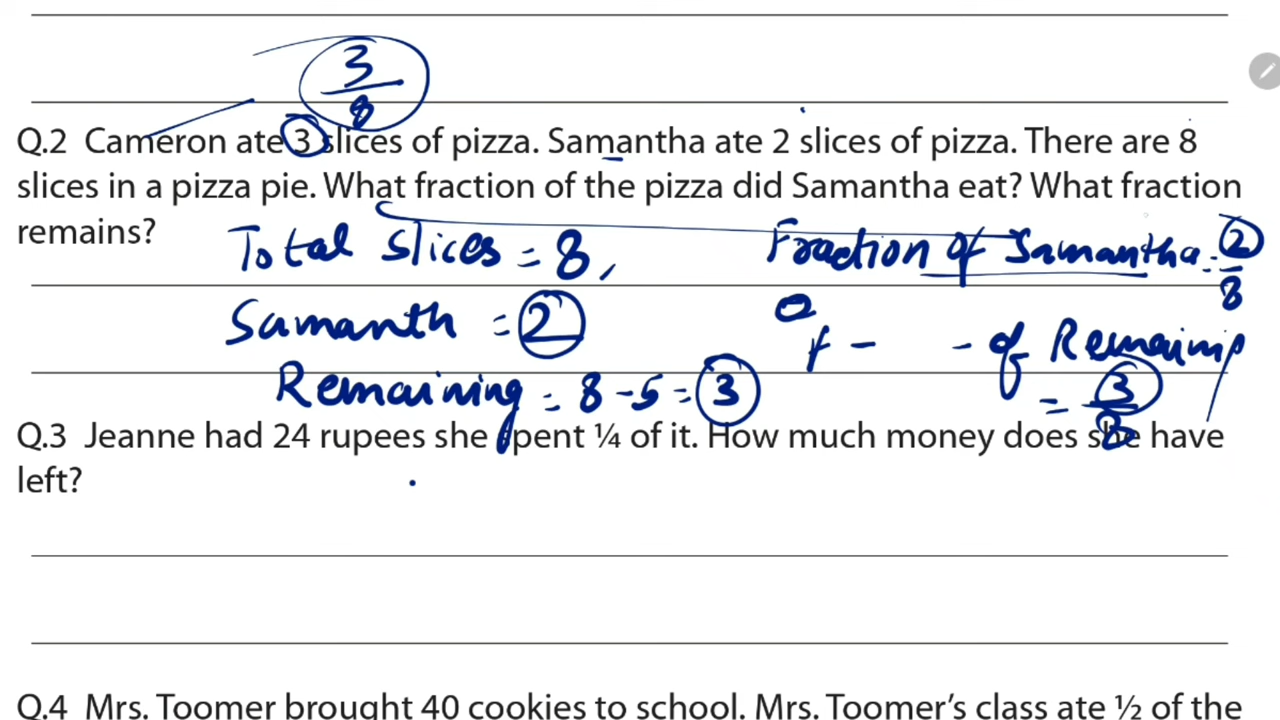 3
8
Q.2 Cameron ate 3 slices of pizza. Samantha ate 2 slices of pizza. There are 8
slices in a pizza pie. What fraction of the pizza did Samantha eat? What fraction
remains?
Total slices = 8,
Fraction of Samantha = 2/8
Samanth = 2
f - - of Remaining
Remaining = 8 - 5 = 3
= 3/8
Q.3 Jeanne had 24 rupees she spent ¼ of it. How much money does she have
left?
Q.4 Mrs. Toomer brought 40 cookies to school. Mrs. Toomer’s class ate ½ of the